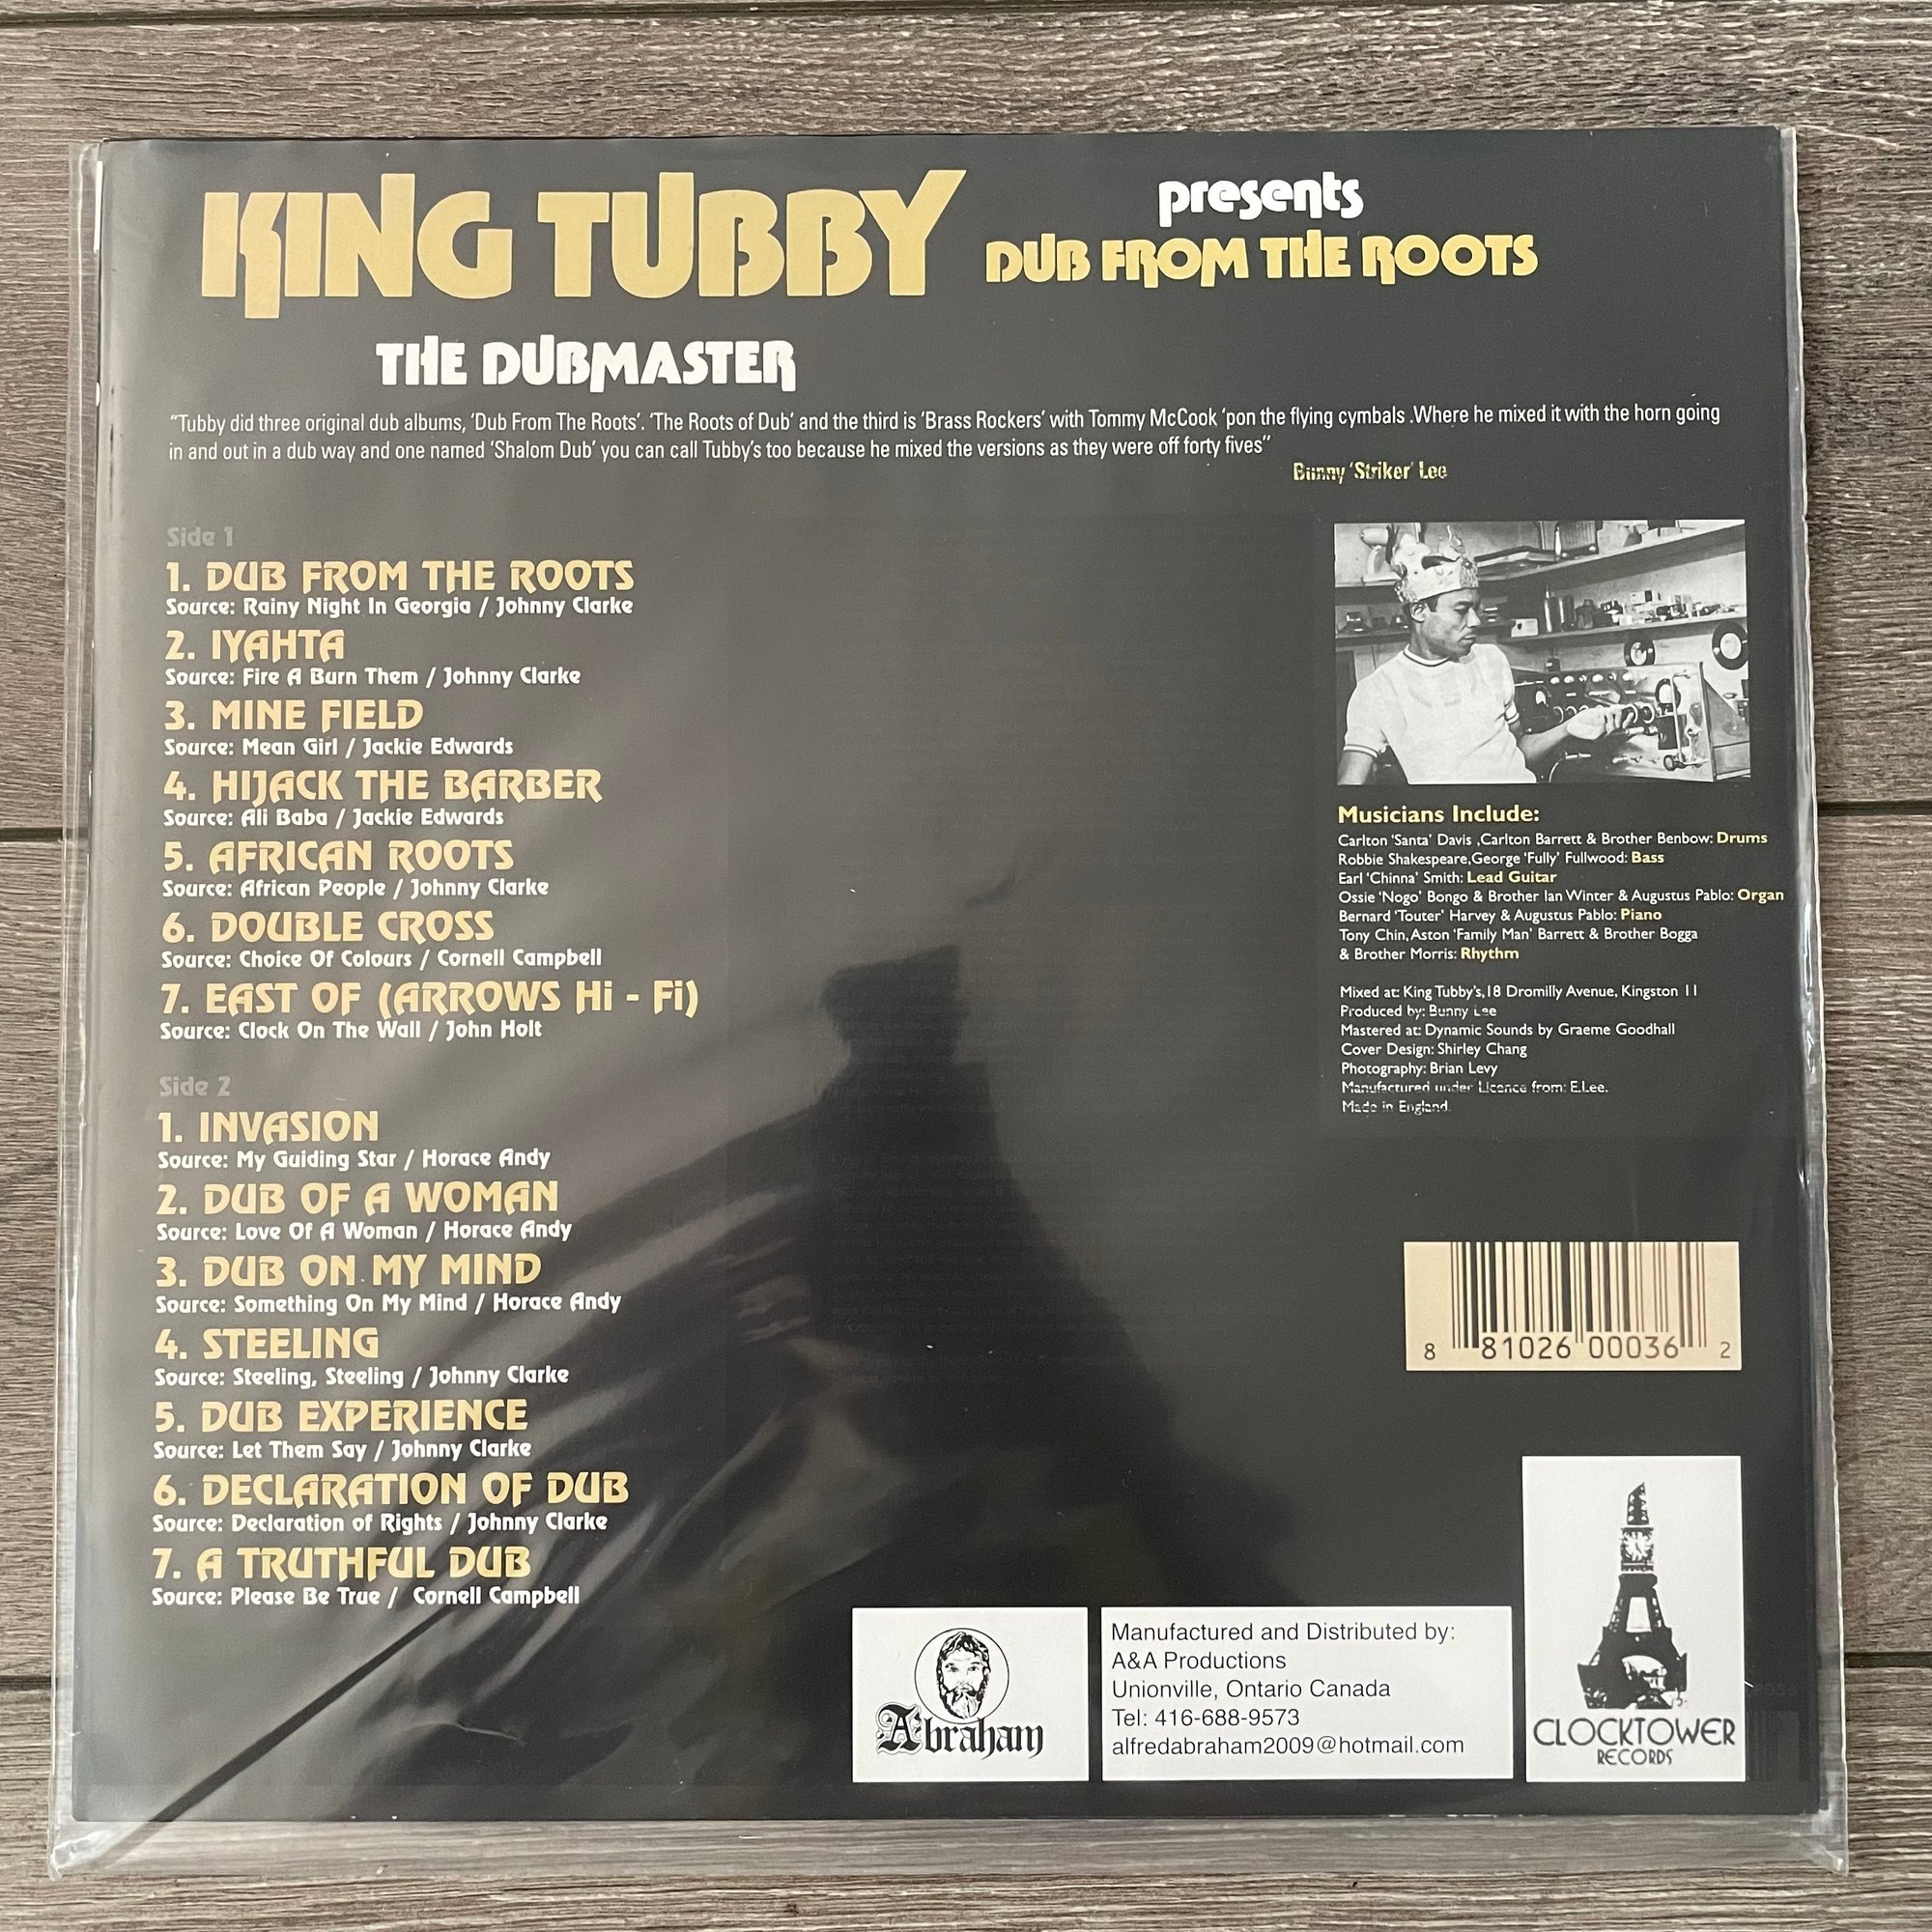 KING TUBBY
presents
DUB FROM THE ROOTS
THE DUBMASTER
“Tubby did three original dub albums, ‘Dub From The Roots’. ‘The Roots of Dub’ and the third is ‘Brass Rockers’ with Tommy McCook ‘pon the flying cymbals .Where he mixed it with the horn going
in and out in a dub way and one named ‘Shalom Dub’ you can call Tubby’s too because he mixed the versions as they were off forty fives”
Bunny ‘Striker’ Lee
Side 1
1. DUB FROM THE ROOTS
Source: Rainy Night In Georgia / Johnny Clarke
2. IYAHTA
Source: Fire A Burn Them / Johnny Clarke
3. MINE FIELD
Source: Mean Girl / Jackie Edwards
4. HIJACK THE BARBER
Source: Ali Baba / Jackie Edwards
5. AFRICAN ROOTS
Source: African People / Johnny Clarke
6. DOUBLE CROSS
Source: Choice Of Colours / Cornell Campbell
7. EAST OF (ARROWS Hi - Fi)
Source: Clock On The Wall / John Holt
Side 2
1. INVASION
Source: My Guiding Star / Horace Andy
2. DUB OF A WOMAN
Source: Love Of A Woman / Horace Andy
3. DUB ON MY MIND
Source: Something On My Mind / Horace Andy
4. STEELING
Source: Steeling, Steeling / Johnny Clarke
5. DUB EXPERIENCE
Source: Let Them Say / Johnny Clarke
6. DECLARATION OF DUB
Source: Declaration of Rights / Johnny Clarke
7. A TRUTHFUL DUB
Source: Please Be True / Cornell Campbell
Musicians Include:
Carlton ‘Santa’ Davis ,Carlton Barrett & Brother Benbow: Drums
Robbie Shakespeare,George ‘Fully’ Fullwood: Bass
Earl ‘Chinna’ Smith: Lead Guitar
Ossie ‘Nogo’ Bongo & Brother Ian Winter & Augustus Pablo: Organ
Bernard ‘Touter’ Harvey & Augustus Pablo: Piano
Tony Chin,Aston ‘Family Man’ Barrett & Brother Bogga
& Brother Morris: Rhythm
Mixed at: King Tubby’s,18 Dromilly Avenue, Kingston 11
Produced by: Bunny Lee
Mastered at: Dynamic Sounds by Graeme Goodhall
Cover Design: Shirley Chang
Photography: Brian Levy
Manufactured under Licence from: E.Lee.
Made in England.
8 81026 00036 2
Abraham
Manufactured and Distributed by:
A&A Productions
Unionville, Ontario Canada
Tel: 416-688-9573
alfredabraham2009@hotmail.com
CLOCKTOWER
RECORDS